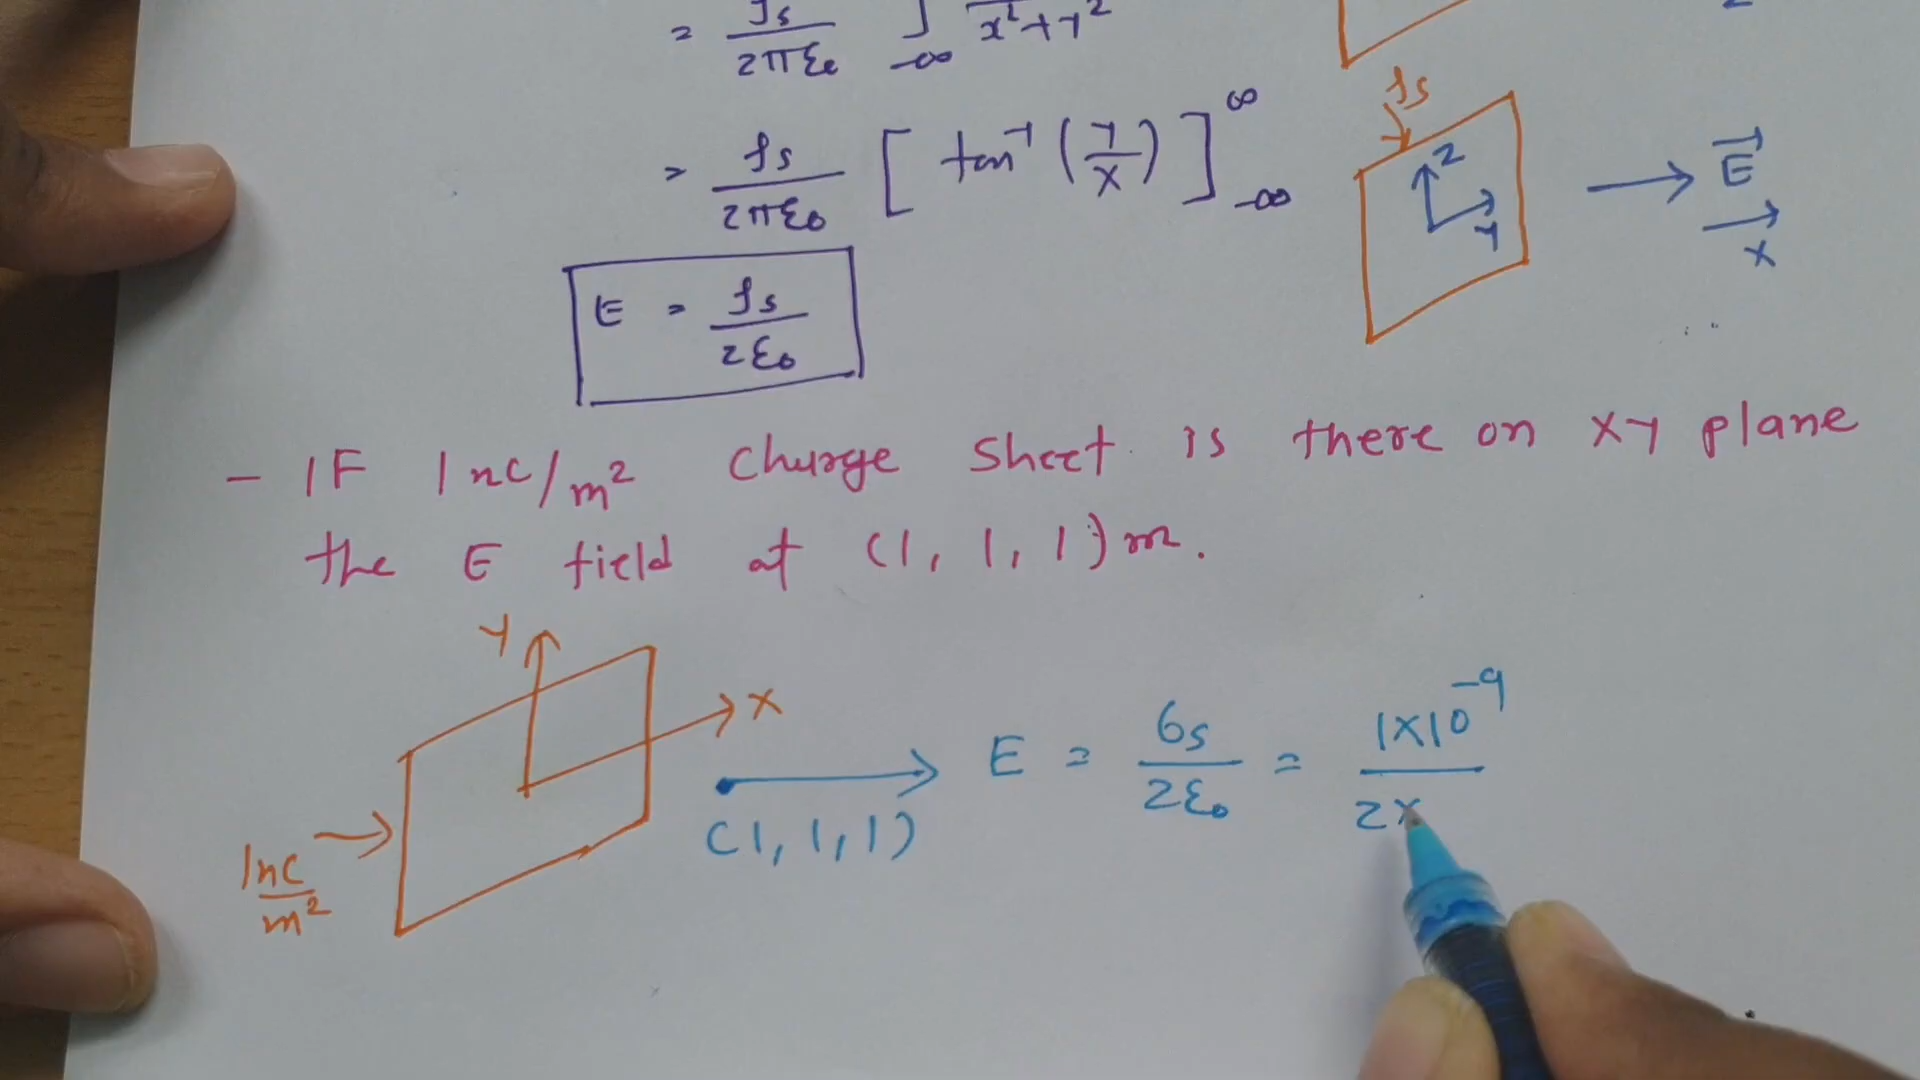 = ρs/2πε₀ ∫ -∞ x²+y²
= ρs/2πε₀ [ tan⁻¹ (y/x) ] ∞ -∞
ρs
Z
Y
E
X
E = ρs/2ε₀
- IF 1nC/m² charge sheet is there on XY plane
the E field at (1, 1, 1)m.
Y
X
1nC/m²
(1, 1, 1)
E = 6s/2ε₀ = 1×10⁻⁹/2×